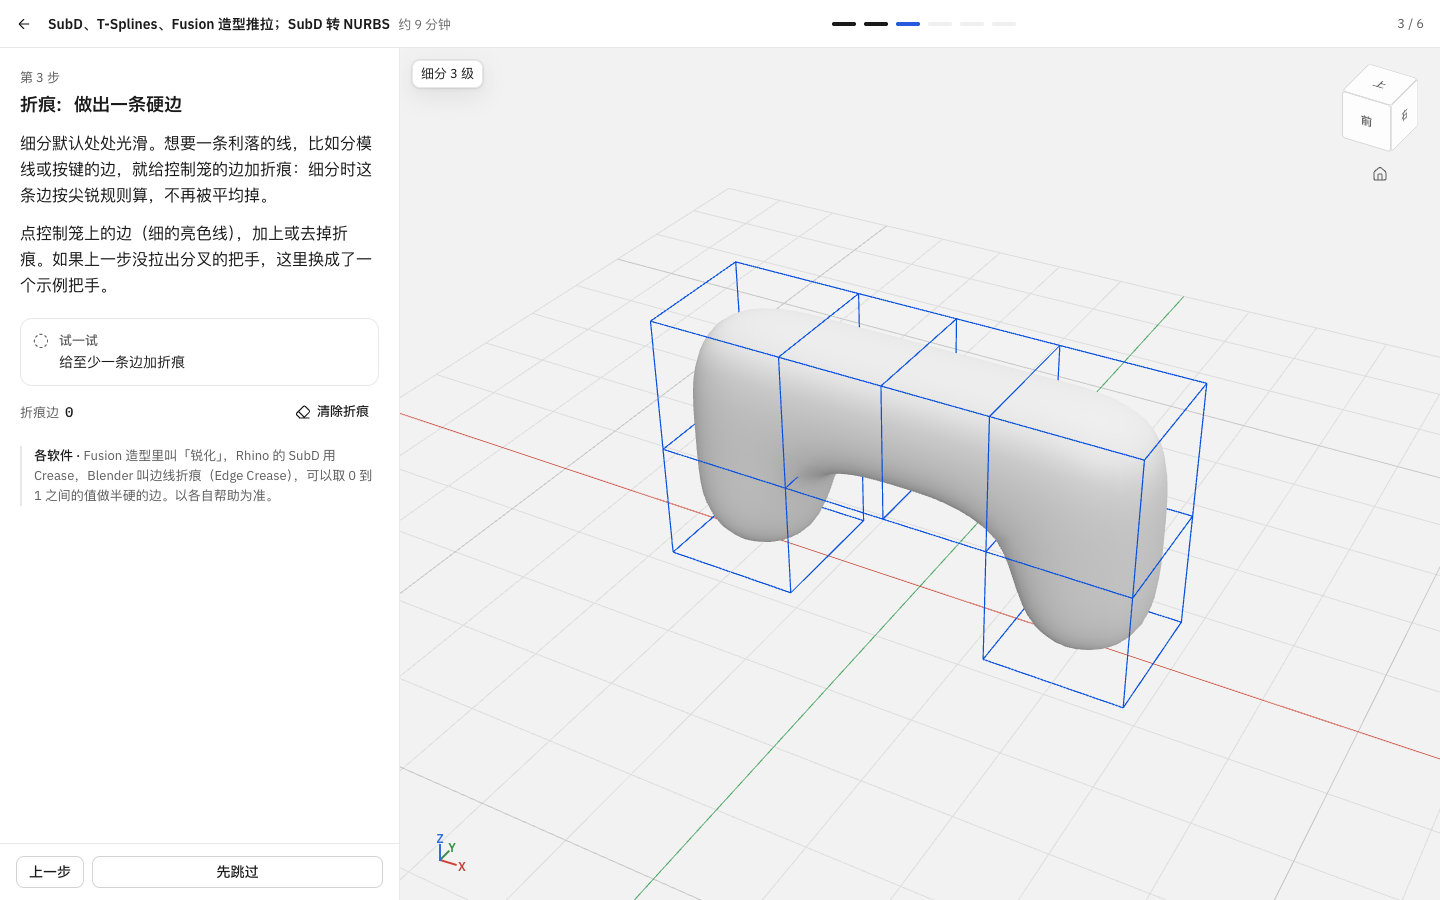 SubD、T-Splines、Fusion 造型推拉；SubD 转 NURBS 约 9 分钟
3 / 6
第 3 步
折痕：做出一条硬边
细分默认处处光滑。想要一条利落的线，比如分模
线或按键的边，就给控制笼的边加折痕：细分时这
条边按尖锐规则算，不再被平均掉。
点控制笼上的边（细的亮色线），加上或去掉折
痕。如果上一步没拉出分叉的把手，这里换成了一
个示例把手。
试一试
给至少一条边加折痕
折痕边 0
清除折痕
各软件 · Fusion 造型里叫「锐化」，Rhino 的 SubD 用
Crease，Blender 叫边线折痕（Edge Crease），可以取 0 到
1 之间的值做半硬的边。以各自帮助为准。
上一步
先跳过
细分 3 级
上
前
Z
Y
X